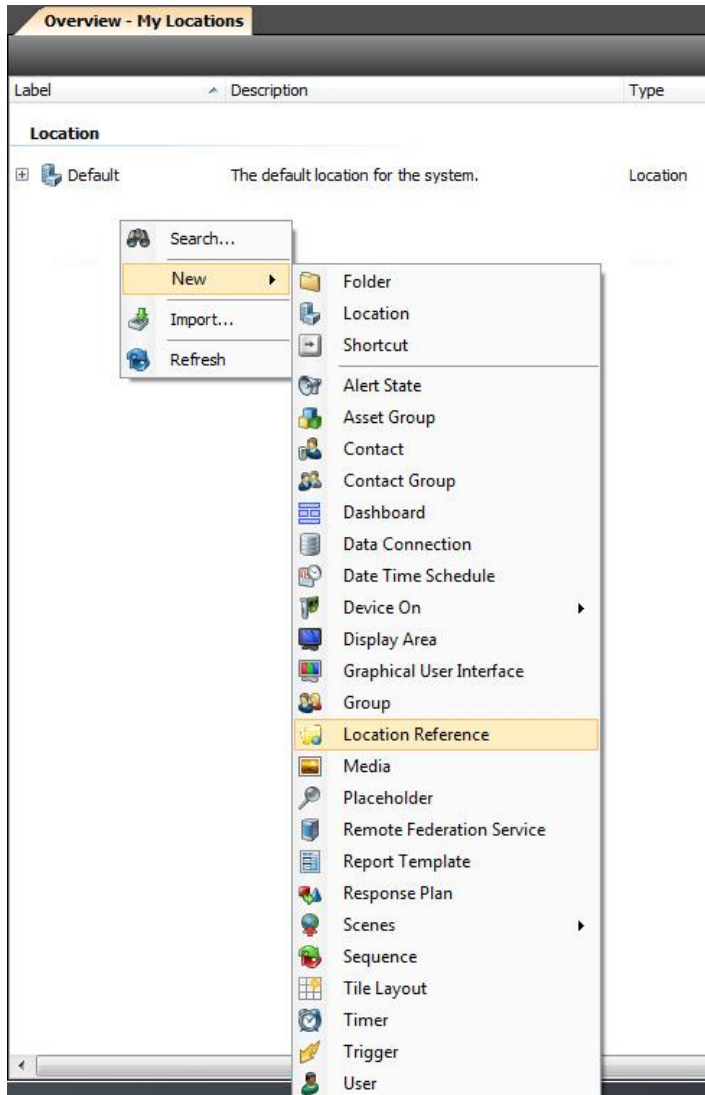 Overview - My Locations
Label Description Type
Location
Default The default location for the system. Location
Search...
New
Import...
Refresh
Folder
Location
Shortcut
Alert State
Asset Group
Contact
Contact Group
Dashboard
Data Connection
Date Time Schedule
Device On
Display Area
Graphical User Interface
Group
Location Reference
Media
Placeholder
Remote Federation Service
Report Template
Response Plan
Scenes
Sequence
Tile Layout
Timer
Trigger
User